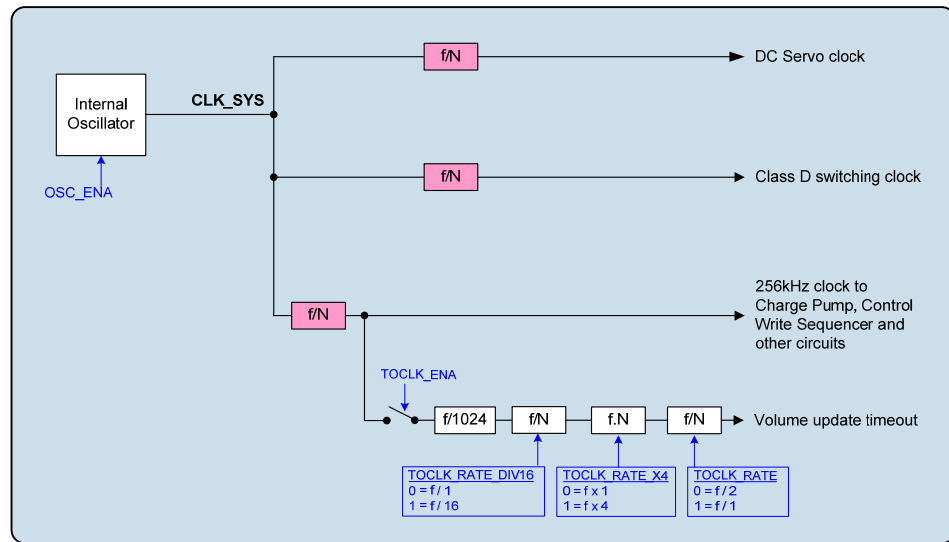 f/N
DC Servo clock
Internal
Oscillator
CLK_SYS
OSC_ENA
f/N
Class D switching clock
f/N
256kHz clock to
Charge Pump, Control
Write Sequencer and
other circuits
TOCLK_ENA
f/1024
f/N
f.N
f/N
Volume update timeout
TOCLK_RATE_DIV16
0 = f / 1
1 = f / 16
TOCLK_RATE_X4
0 = f x 1
1 = f x 4
TOCLK_RATE
0 = f / 2
1 = f / 1